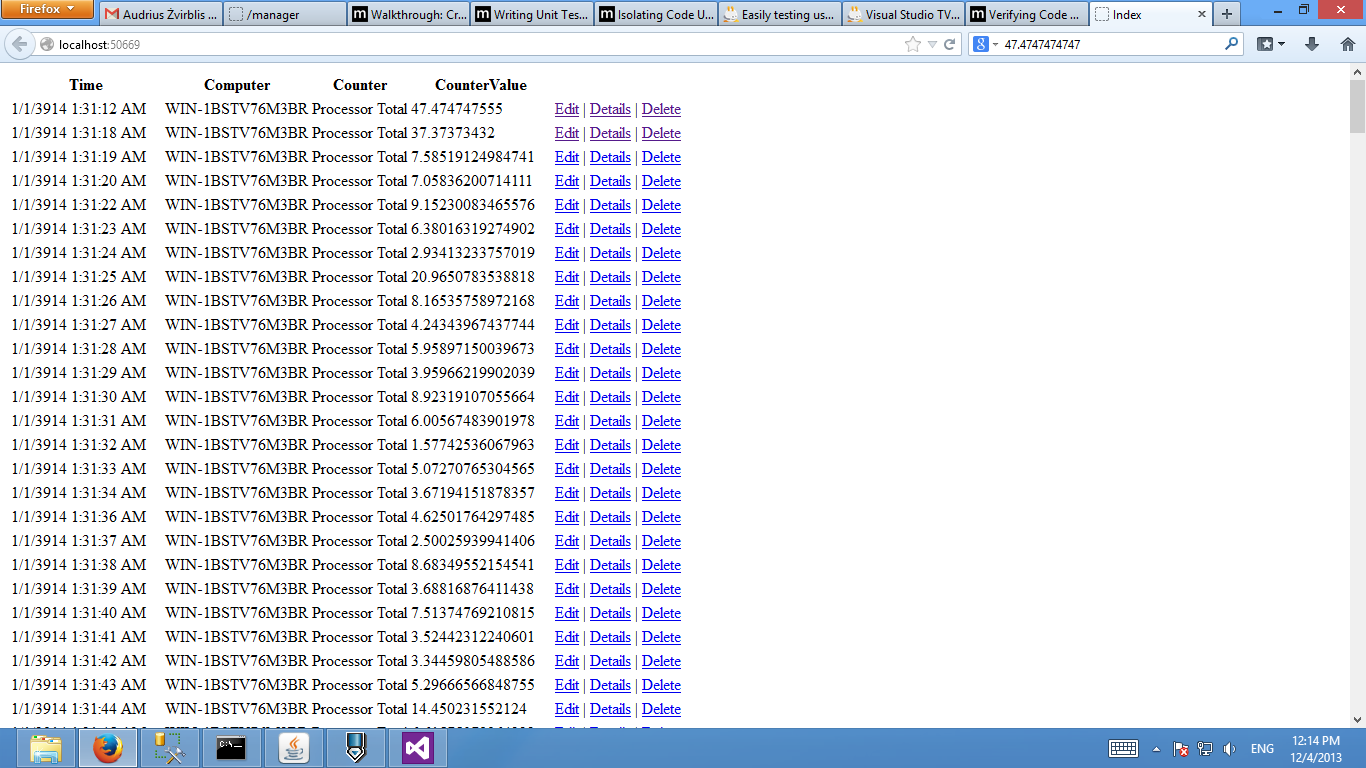 Firefox
Audrius Žvirblis ...
/manager
Walkthrough: Cr...
Writing Unit Tes...
Isolating Code U...
Easily testing us...
Visual Studio TV...
Verifying Code ...
Index
localhost:50669
47.4747474747
Time Computer Counter CounterValue
1/1/3914 1:31:12 AM WIN-1BSTV76M3BR Processor Total 47.474747555 Edit | Details | Delete
1/1/3914 1:31:18 AM WIN-1BSTV76M3BR Processor Total 37.37373432 Edit | Details | Delete
1/1/3914 1:31:19 AM WIN-1BSTV76M3BR Processor Total 7.58519124984741 Edit | Details | Delete
1/1/3914 1:31:20 AM WIN-1BSTV76M3BR Processor Total 7.05836200714111 Edit | Details | Delete
1/1/3914 1:31:22 AM WIN-1BSTV76M3BR Processor Total 9.15230083465576 Edit | Details | Delete
1/1/3914 1:31:23 AM WIN-1BSTV76M3BR Processor Total 6.38016319274902 Edit | Details | Delete
1/1/3914 1:31:24 AM WIN-1BSTV76M3BR Processor Total 2.93413233757019 Edit | Details | Delete
1/1/3914 1:31:25 AM WIN-1BSTV76M3BR Processor Total 20.9650783538818 Edit | Details | Delete
1/1/3914 1:31:26 AM WIN-1BSTV76M3BR Processor Total 8.16535758972168 Edit | Details | Delete
1/1/3914 1:31:27 AM WIN-1BSTV76M3BR Processor Total 4.24343967437744 Edit | Details | Delete
1/1/3914 1:31:28 AM WIN-1BSTV76M3BR Processor Total 5.95897150039673 Edit | Details | Delete
1/1/3914 1:31:29 AM WIN-1BSTV76M3BR Processor Total 3.95966219902039 Edit | Details | Delete
1/1/3914 1:31:30 AM WIN-1BSTV76M3BR Processor Total 8.92319107055664 Edit | Details | Delete
1/1/3914 1:31:31 AM WIN-1BSTV76M3BR Processor Total 6.00567483901978 Edit | Details | Delete
1/1/3914 1:31:32 AM WIN-1BSTV76M3BR Processor Total 1.57742536067963 Edit | Details | Delete
1/1/3914 1:31:33 AM WIN-1BSTV76M3BR Processor Total 5.07270765304565 Edit | Details | Delete
1/1/3914 1:31:34 AM WIN-1BSTV76M3BR Processor Total 3.67194151878357 Edit | Details | Delete
1/1/3914 1:31:36 AM WIN-1BSTV76M3BR Processor Total 4.62501764297485 Edit | Details | Delete
1/1/3914 1:31:37 AM WIN-1BSTV76M3BR Processor Total 2.50025939941406 Edit | Details | Delete
1/1/3914 1:31:38 AM WIN-1BSTV76M3BR Processor Total 8.68349552154541 Edit | Details | Delete
1/1/3914 1:31:39 AM WIN-1BSTV76M3BR Processor Total 3.68816876411438 Edit | Details | Delete
1/1/3914 1:31:40 AM WIN-1BSTV76M3BR Processor Total 7.51374769210815 Edit | Details | Delete
1/1/3914 1:31:41 AM WIN-1BSTV76M3BR Processor Total 3.52442312240601 Edit | Details | Delete
1/1/3914 1:31:42 AM WIN-1BSTV76M3BR Processor Total 3.34459805488586 Edit | Details | Delete
1/1/3914 1:31:43 AM WIN-1BSTV76M3BR Processor Total 5.29666566848755 Edit | Details | Delete
1/1/3914 1:31:44 AM WIN-1BSTV76M3BR Processor Total 14.450231552124 Edit | Details | Delete
ENG
12:14 PM
12/4/2013